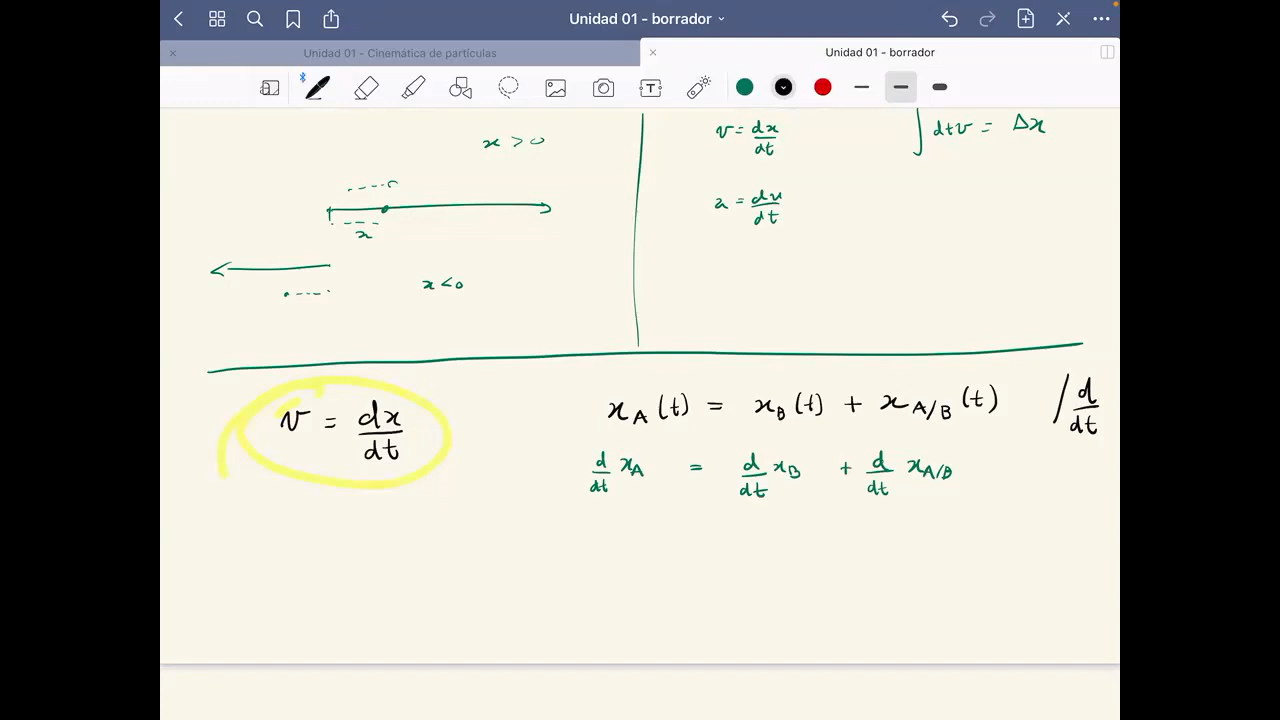 Unidad 01 - borrador
Unidad 01 - Cinemática de partículas
Unidad 01 - borrador
x > 0
x
x < 0
v = dx/dt
∫ dt v = Δx
a = dv/dt
v = dx/dt
x_A (t) = x_B (t) + x_A/B (t) / d/dt
d/dt x_A = d/dt x_B + d/dt x_A/B